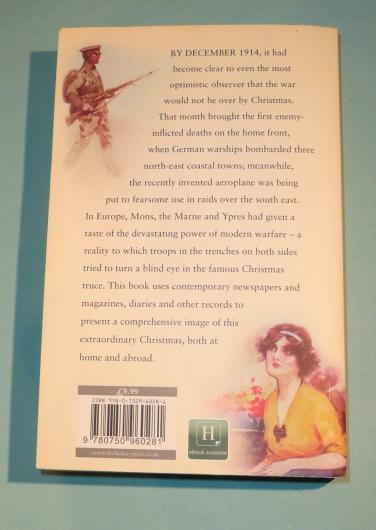 BY DECEMBER 1914, it had
become clear to even the most
optimistic observer that the war
would not be over by Christmas.
That month brought the first enemy-
inflicted deaths on the home front,
when German warships bombarded three
north-east coastal towns; meanwhile,
the recently invented aeroplane was being
put to fearsome use in raids over the south east.
In Europe, Mons, the Marne and Ypres had given a
taste of the devastating power of modern warfare – a
reality to which troops in the trenches on both sides
tried to turn a blind eye in the famous Christmas
truce. This book uses contemporary newspapers and
magazines, diaries and other records to
present a comprehensive image of this
extraordinary Christmas, both at
home and abroad.
£9.99
ISBN 978-0-7509-6028-1
9 780750 960281
www.thehistorypress.co.uk
H
ebook available